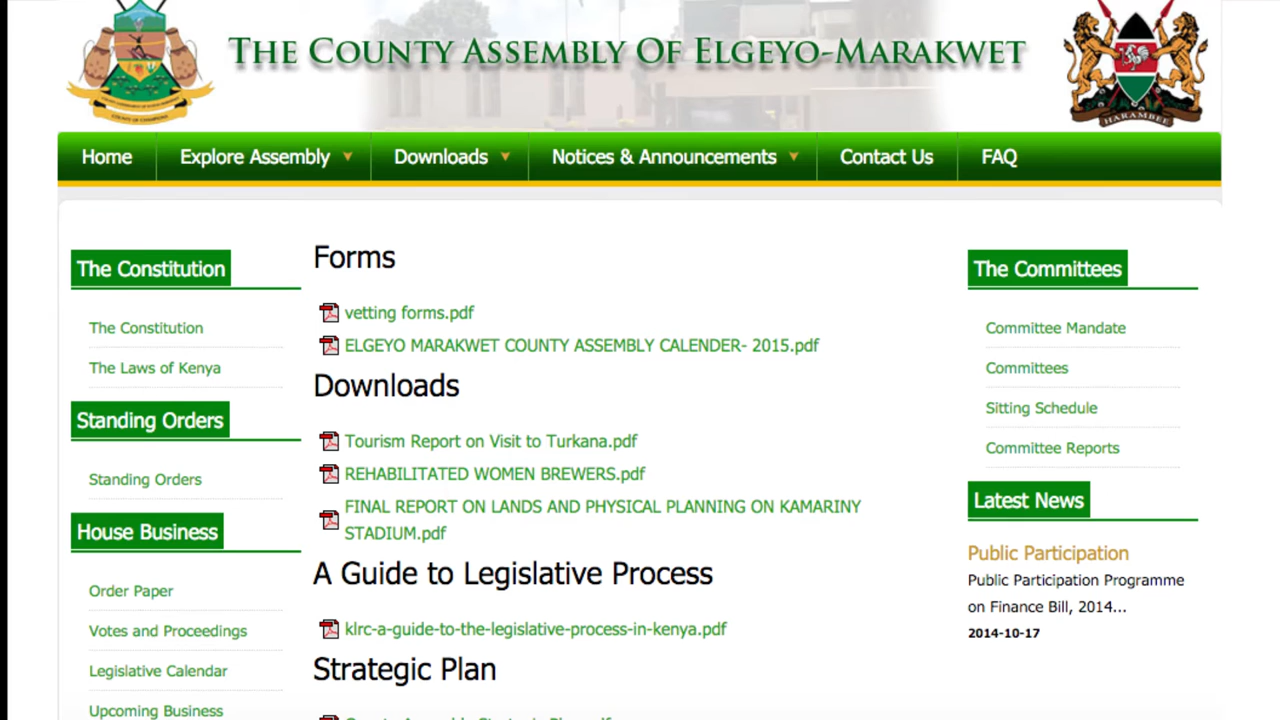 THE COUNTY ASSEMBLY OF ELGEYO-MARAKWET
HARAMBEE
Home
Explore Assembly
Downloads
Notices & Announcements
Contact Us
FAQ
The Constitution
The Constitution
The Laws of Kenya
Standing Orders
Standing Orders
House Business
Order Paper
Votes and Proceedings
Legislative Calendar
Upcoming Business
Forms
vetting forms.pdf
ELGEYO MARAKWET COUNTY ASSEMBLY CALENDER- 2015.pdf
Downloads
Tourism Report on Visit to Turkana.pdf
REHABILITATED WOMEN BREWERS.pdf
FINAL REPORT ON LANDS AND PHYSICAL PLANNING ON KAMARINY
STADIUM.pdf
A Guide to Legislative Process
klrc-a-guide-to-the-legislative-process-in-kenya.pdf
Strategic Plan
The Committees
Committee Mandate
Committees
Sitting Schedule
Committee Reports
Latest News
Public Participation
Public Participation Programme
on Finance Bill, 2014...
2014-10-17